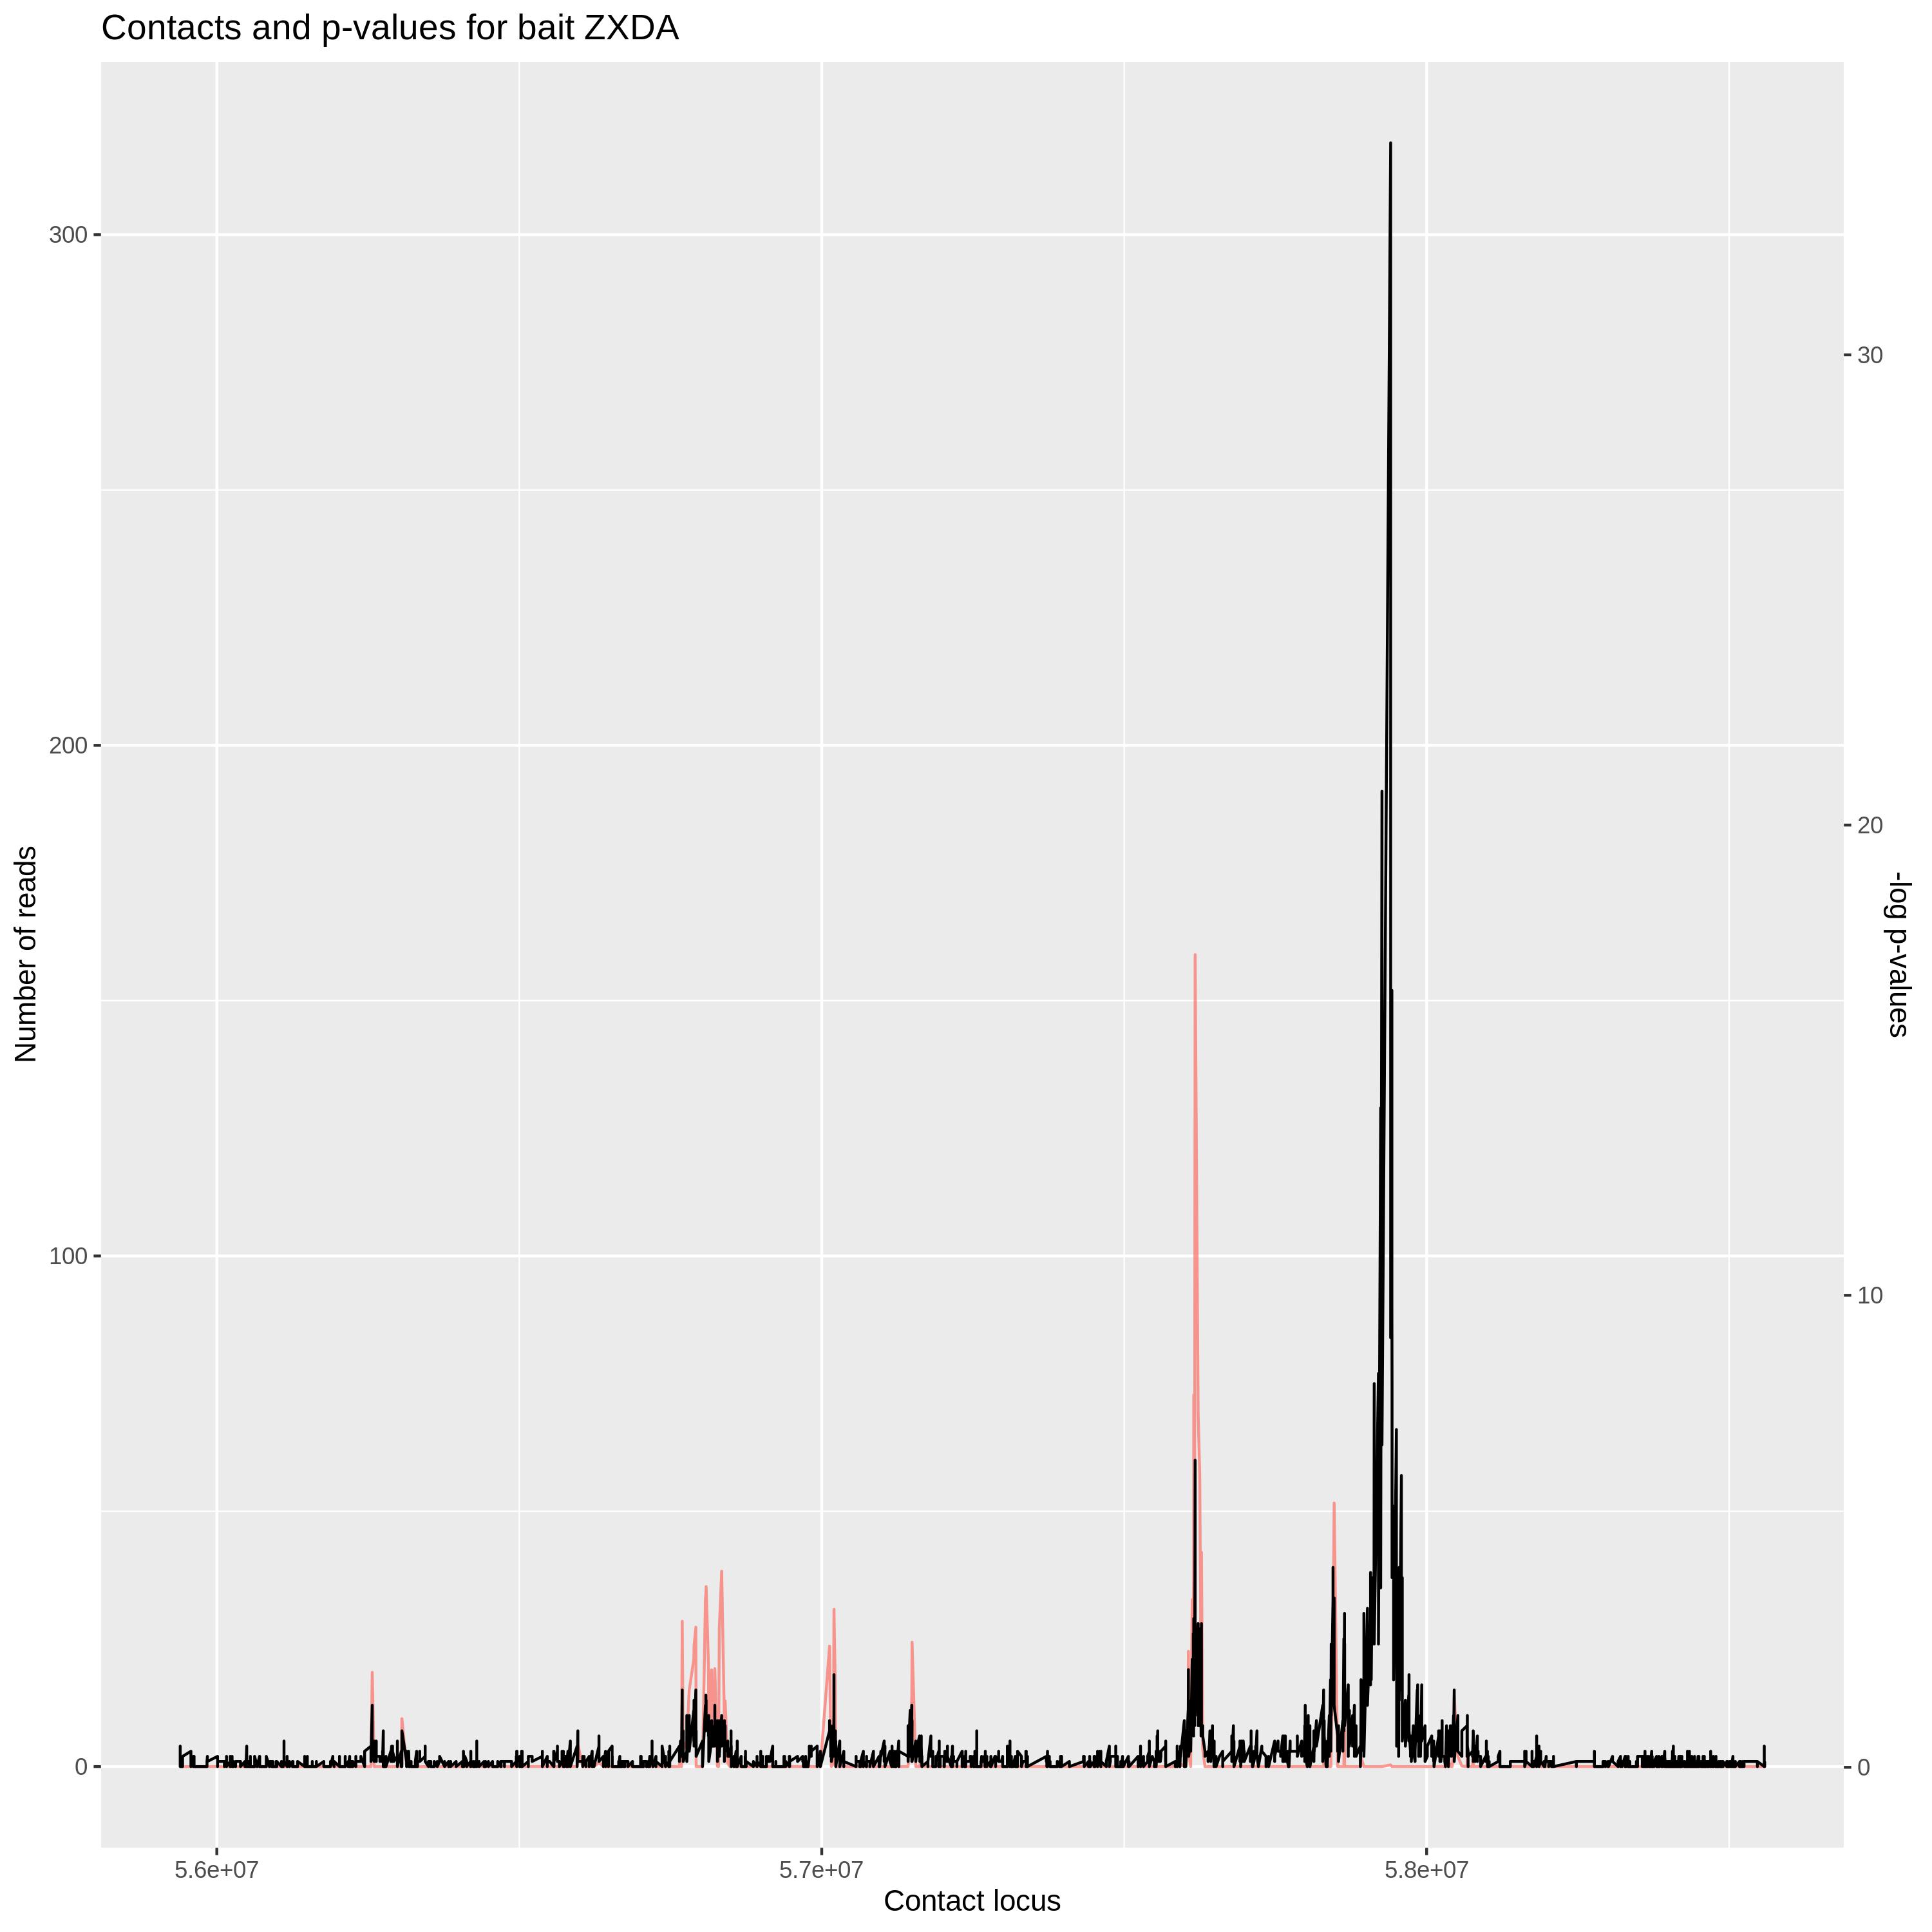 Contacts and p-values for bait ZXDA
300
200
100
0
Number of reads
30
20
10
0
-log p-values
5.6e+07
5.7e+07
5.8e+07
Contact locus